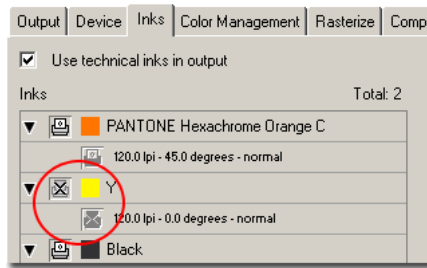 Output Device Inks Color Management Rasterize Comp
Use technical inks in output
Inks Total: 2
PANTONE Hexachrome Orange C
120.0 lpi - 45.0 degrees - normal
Y
120.0 lpi - 0.0 degrees - normal
Black